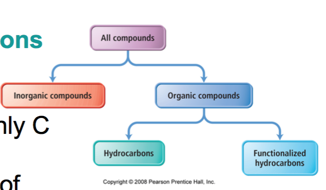 ons
All compounds
Inorganic compounds
Organic compounds
nly C
Hydrocarbons
Functionalized
hydrocarbons
Copyright © 2008 Pearson Prentice Hall, Inc.
of